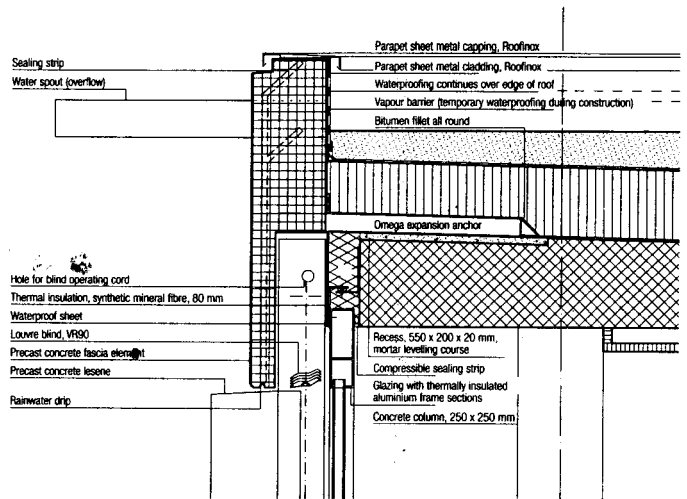 Parapet sheet metal capping, Roofinox
Sealing strip
Parapet sheet metal cladding, Roofinox
Water spout (overflow)
Waterproofing continues over edge of roof
Vapour barrier (temporary waterproofing during construction)
Bitumen fillet all round
Omega expansion anchor
Hole for blind operating cord
Thermal insulation, synthetic mineral fibre, 80 mm
Waterproof sheet
Louvre blind, VR90
Precast concrete fascia element
Precast concrete lesene
Rainwater drip
Recess, 550 x 200 x 20 mm,
mortar levelling course
Compressible sealing strip
Glazing with thermally insulated
aluminium frame sections
Concrete column, 250 x 250 mm